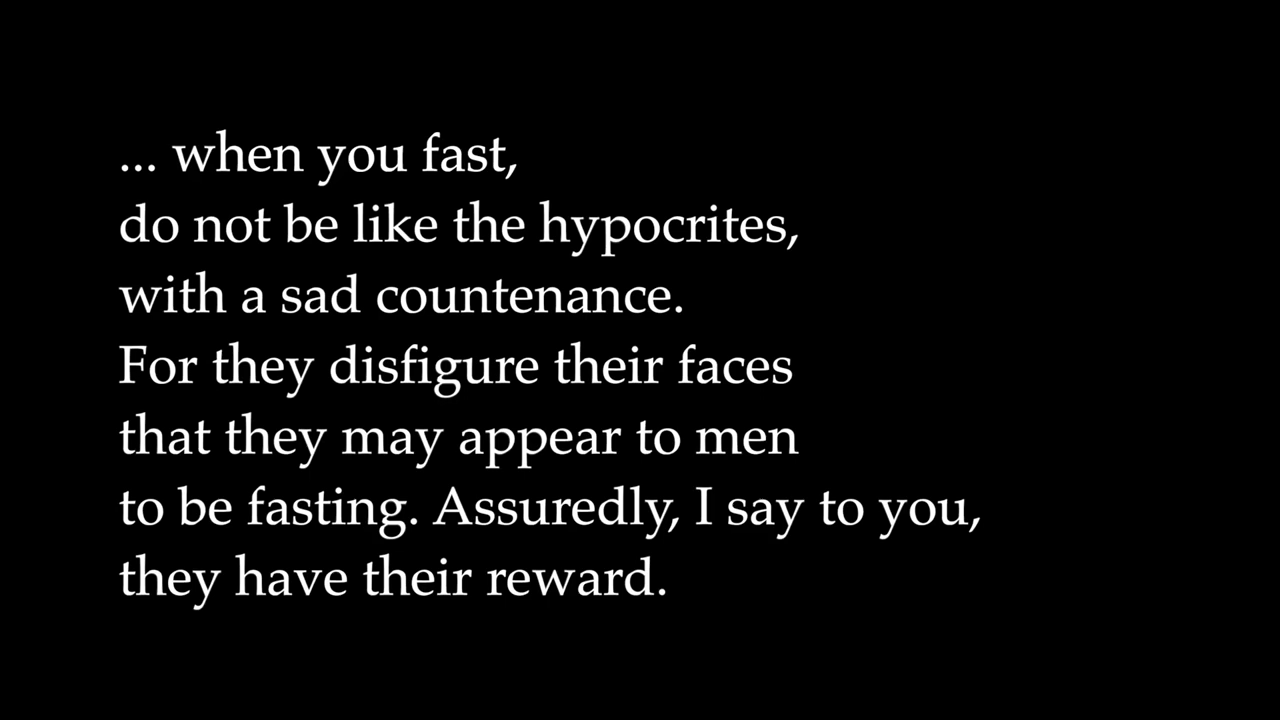 ... when you fast,
do not be like the hypocrites,
with a sad countenance.
For they disfigure their faces
that they may appear to men
to be fasting. Assuredly, I say to you,
they have their reward.